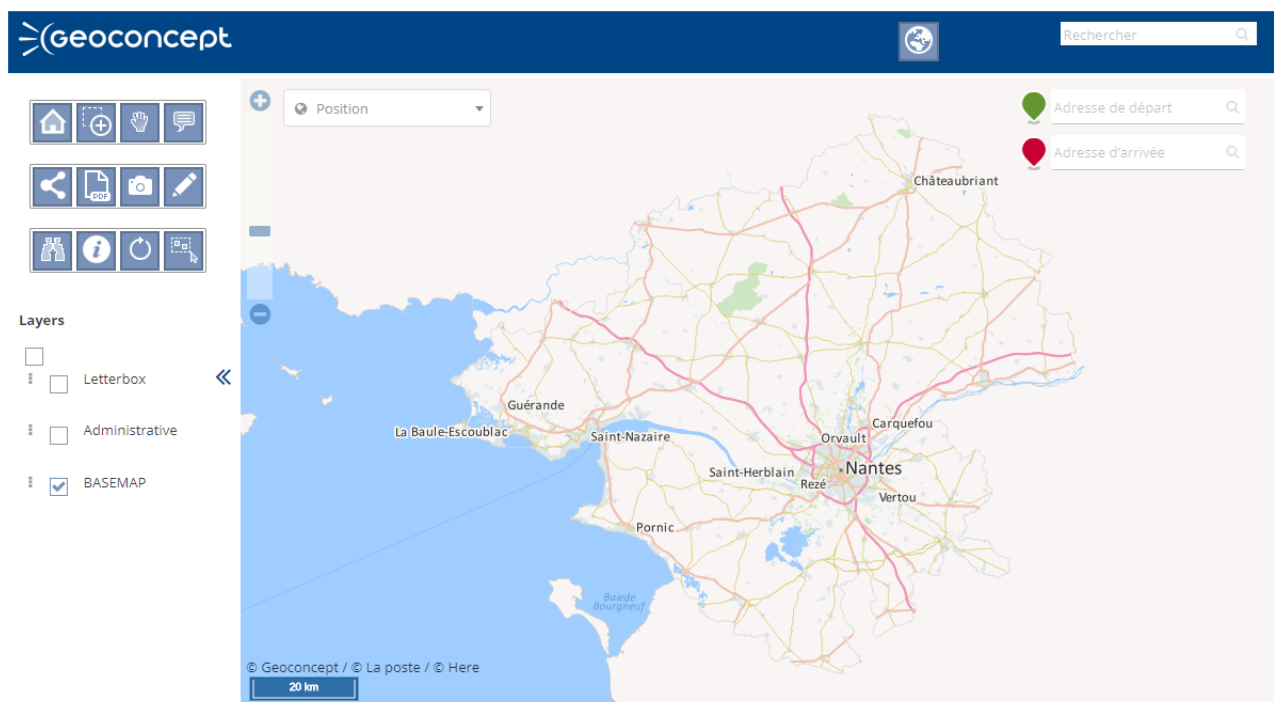 Geoconcept
Rechercher
Position
Adresse de départ
Adresse d'arrivée
PDF
Layers
Letterbox
Administrative
BASEMAP
Châteaubriant
Guérande
La Baule-Escoublac
Saint-Nazaire
Carquefou
Orvault
Saint-Herblain
Nantes
Rezé
Vertou
Pornic
Baiede
Bourgneuf
© Geoconcept / © La poste / © Here
20 km